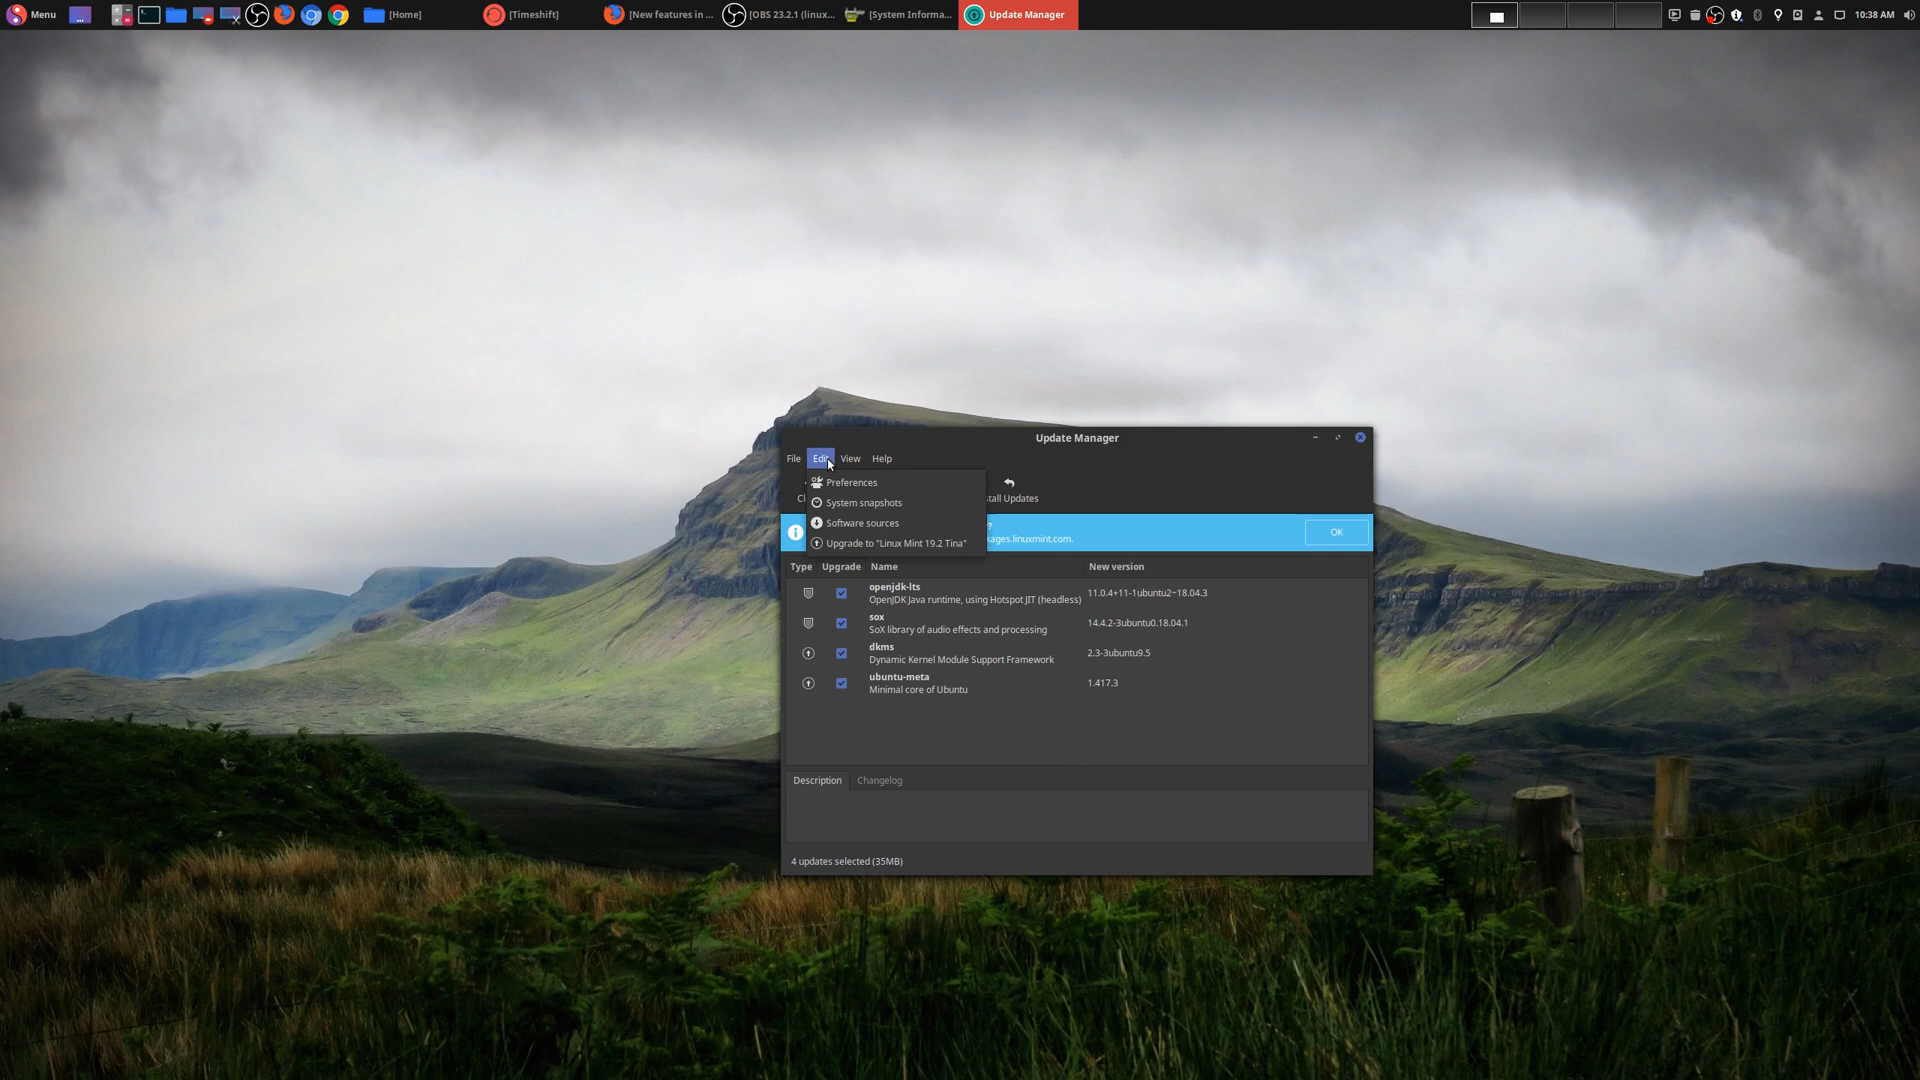 Menu
[Home]
[Timeshift]
[New features in ...
[OBS 23.2.1 (linux...
[System Informa...
Update Manager
10:38 AM
Update Manager
File Edit View Help
Preferences
System snapshots
Software sources
Upgrade to "Linux Mint 19.2 Tina"
Cl
stall Updates
?
kages.linuxmint.com.
OK
Type Upgrade Name New version
openjdk-lts
OpenJDK Java runtime, using Hotspot JIT (headless) 11.0.4+11-1ubuntu2~18.04.3
sox
SoX library of audio effects and processing 14.4.2-3ubuntu0.18.04.1
dkms
Dynamic Kernel Module Support Framework 2.3-3ubuntu9.5
ubuntu-meta
Minimal core of Ubuntu 1.417.3
Description Changelog
4 updates selected (35MB)